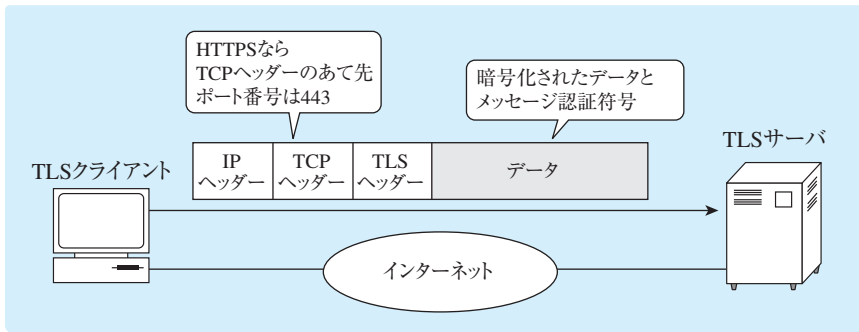 HTTPSなら
TCPヘッダーのあて先
ポート番号は443
暗号化されたデータと
メッセージ認証符号
TLSクライアント
IP
ヘッダー
TCP
ヘッダー
TLS
ヘッダー
データ
TLSサーバ
インターネット